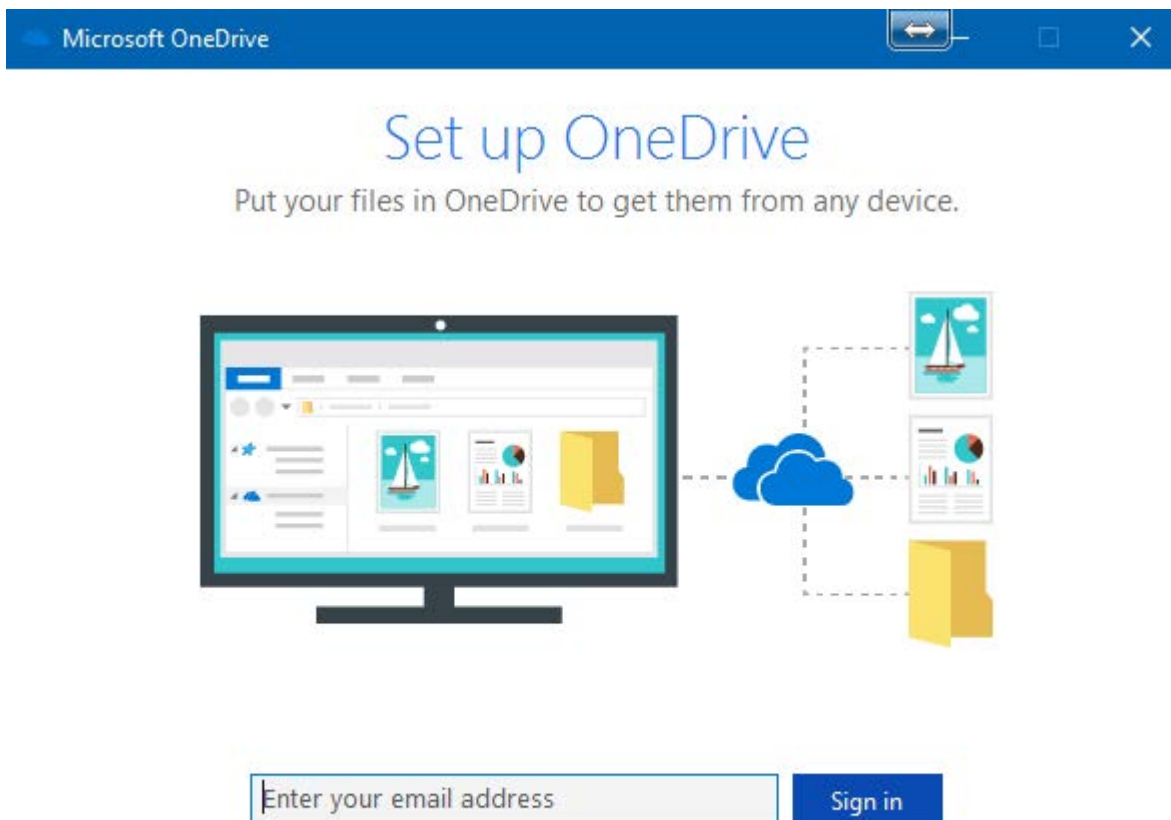 Microsoft OneDrive
Set up OneDrive
Put your files in OneDrive to get them from any device.
Enter your email address
Sign in